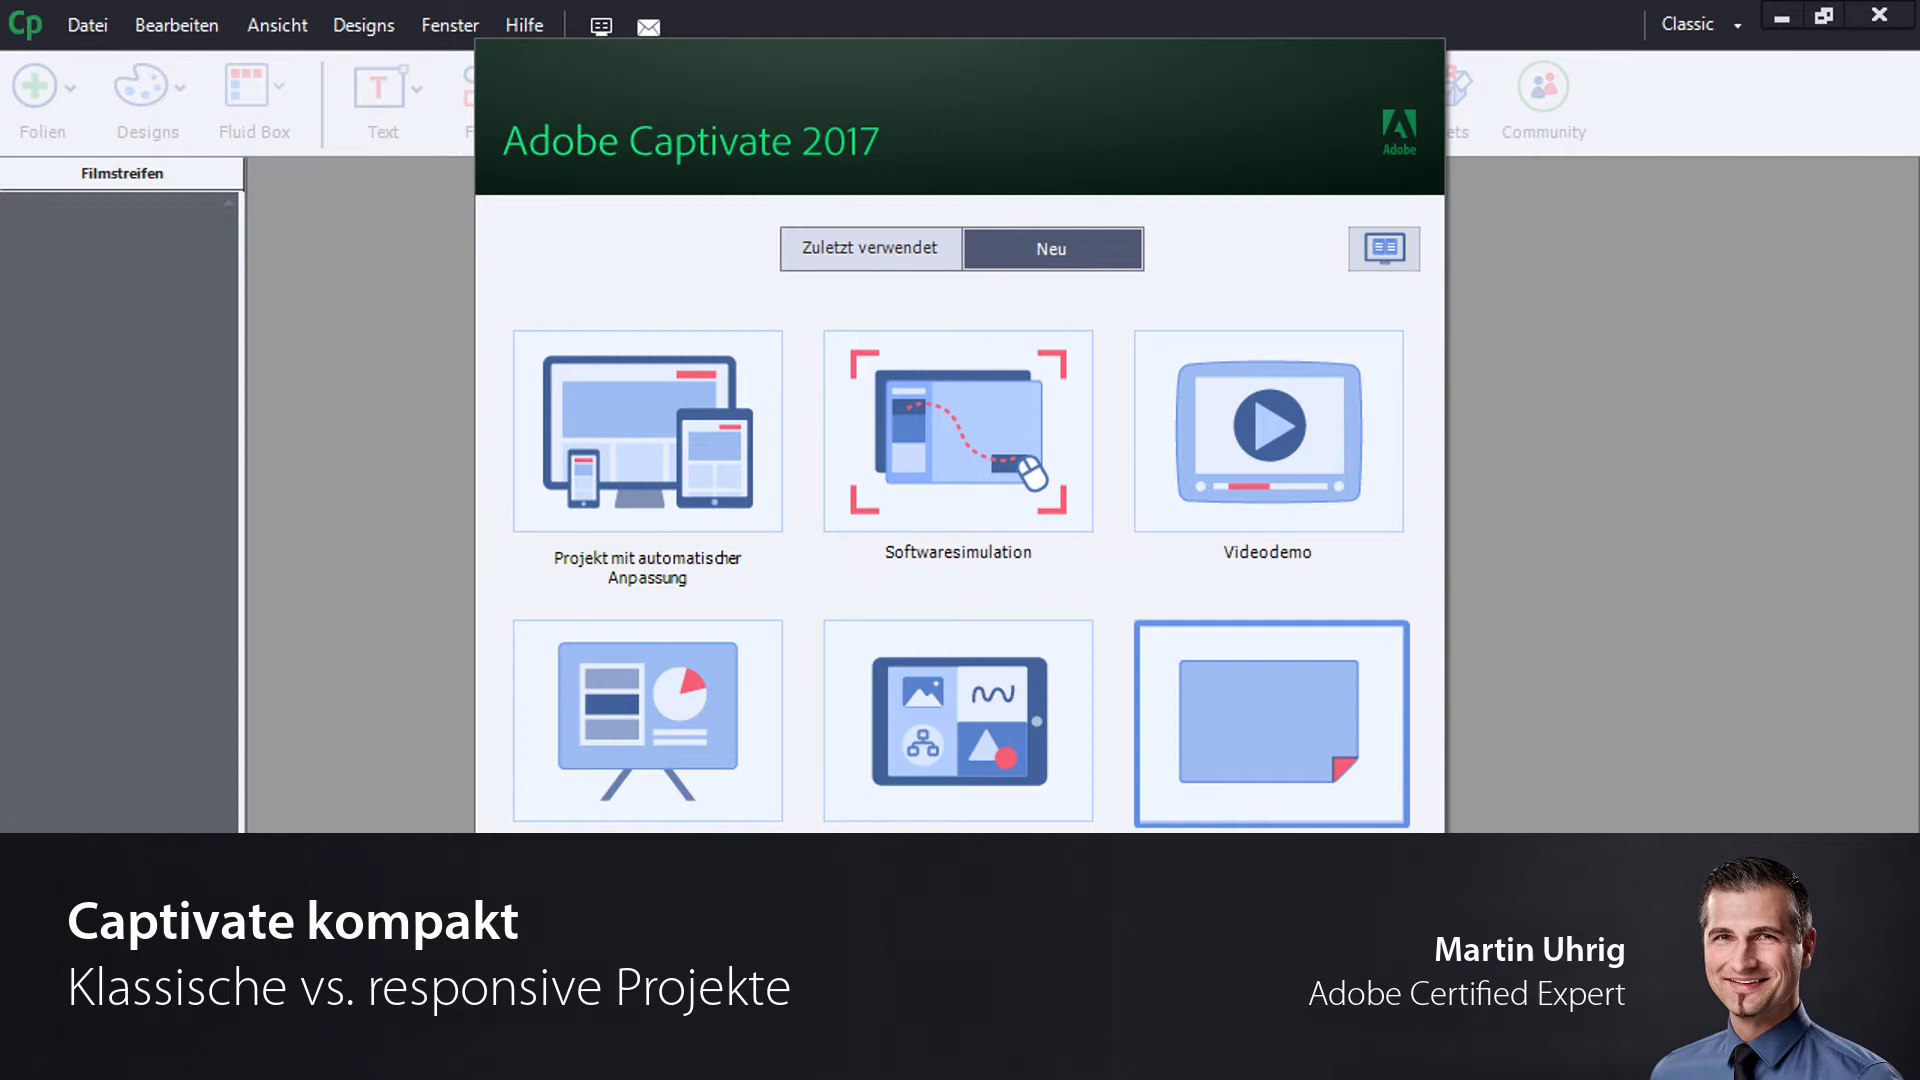 Cp Datei Bearbeiten Ansicht Designs Fenster Hilfe Classic
Folien Designs Fluid Box Text Community
Filmstreifen
Adobe Captivate 2017
Adobe
Zuletzt verwendet Neu
Projekt mit automatischer
Anpassung
Softwaresimulation
Videodemo
Captivate kompakt
Klassische vs. responsive Projekte
Martin Uhrig
Adobe Certified Expert